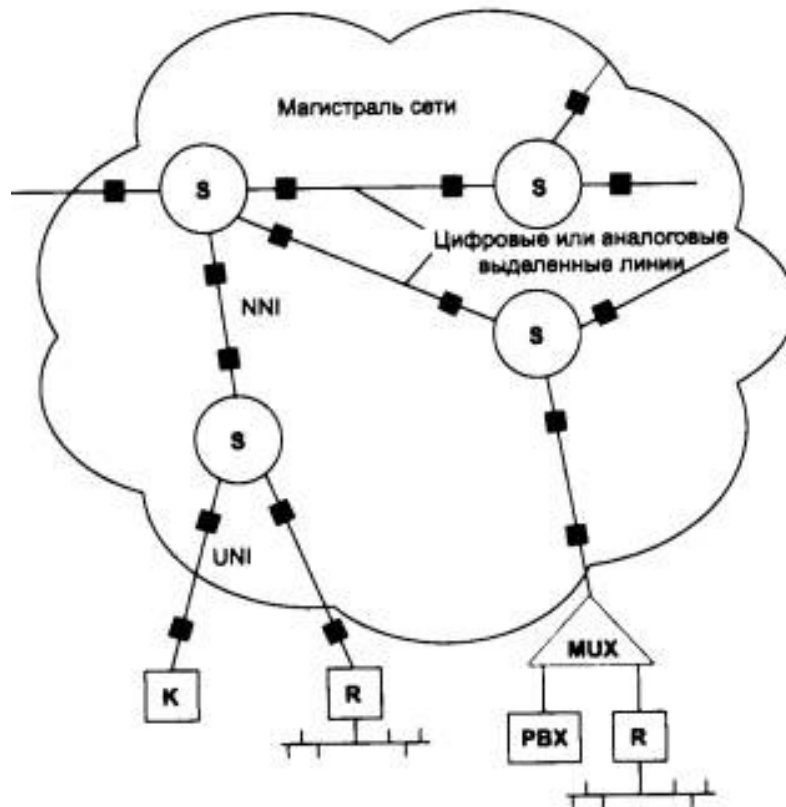 Магистраль сети
S
S
Цифровые или аналоговые
выделенные линии
NNI
S
S
UNI
MUX
K
R
PBX
R